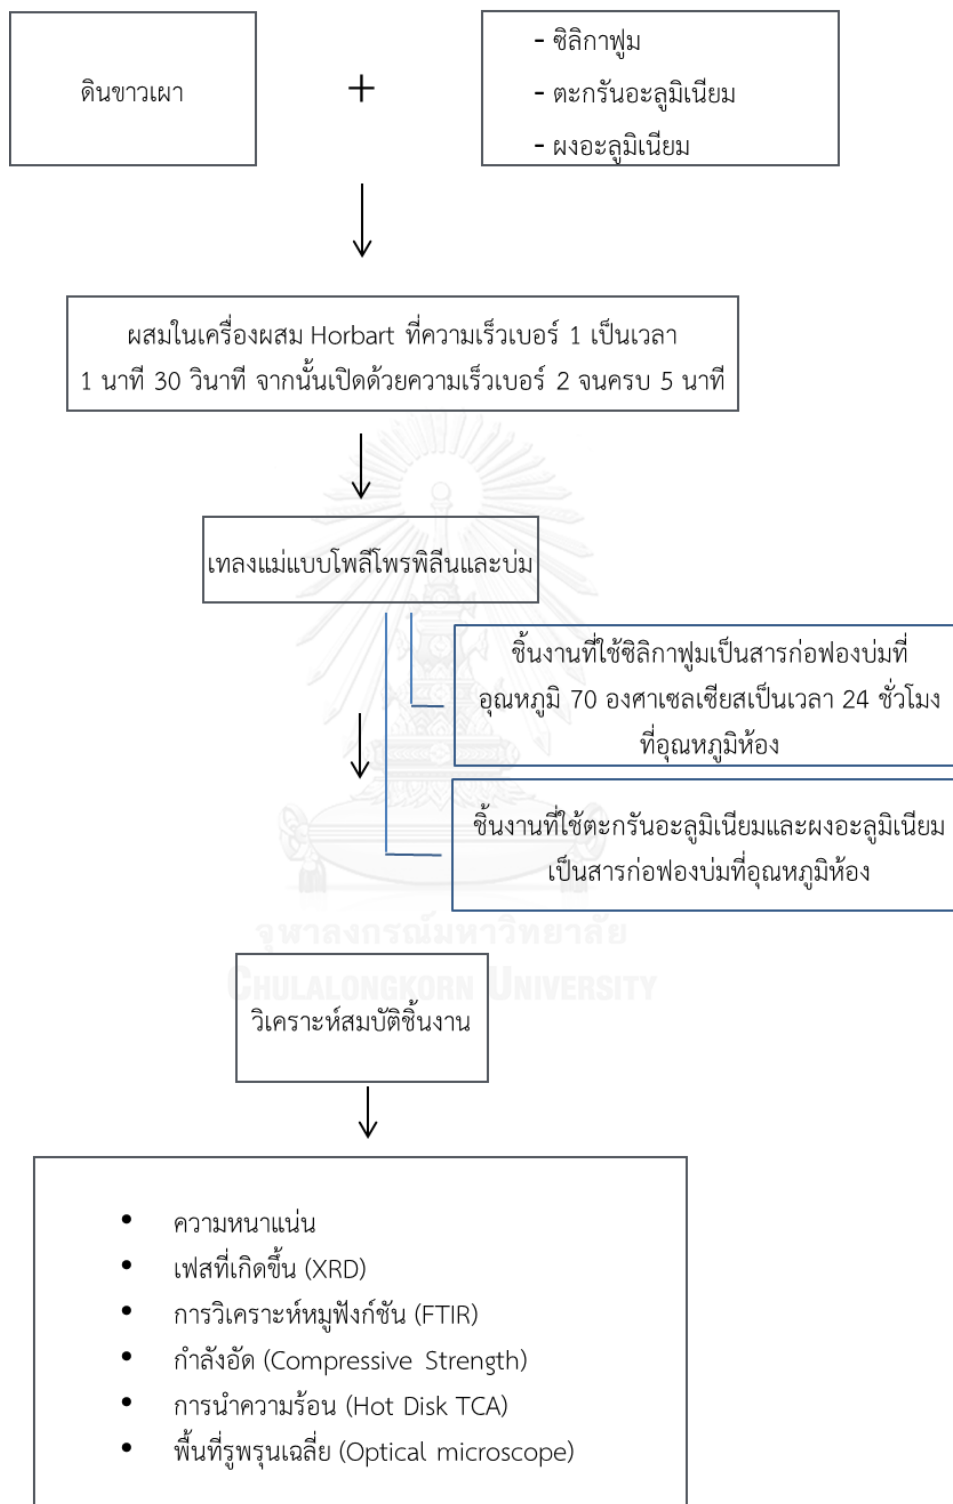 ดินขาวเผา
+
- ซิลิกาฟูม
- ตะกรันอะลูมิเนียม
- ผงอะลูมิเนียม
ผสมในเครื่องผสม Horbart ที่ความเร็วเบอร์ 1 เป็นเวลา
1 นาที 30 วินาที จากนั้นเปิดด้วยความเร็วเบอร์ 2 จนครบ 5 นาที
เทลงแม่แบบโพลีโพรพิลีนและบ่ม
ชิ้นงานที่ใช้ซิลิกาฟูมเป็นสารก่อฟองบ่มที่
อุณหภูมิ 70 องศาเซลเซียสเป็นเวลา 24 ชั่วโมง
ที่อุณหภูมิห้อง
ชิ้นงานที่ใช้ตะกรันอะลูมิเนียมและผงอะลูมิเนียม
เป็นสารก่อฟองบ่มที่อุณหภูมิห้อง
จุฬาลงกรณ์มหาวิทยาลัย
CHULALONGKORN UNIVERSITY
วิเคราะห์สมบัติชิ้นงาน
• ความหนาแน่น
• เฟสที่เกิดขึ้น (XRD)
• การวิเคราะห์หมูฟังก์ชัน (FTIR)
• กำลังอัด (Compressive Strength)
• การนำความร้อน (Hot Disk TCA)
• พื้นที่รูพรุนเฉลี่ย (Optical microscope)